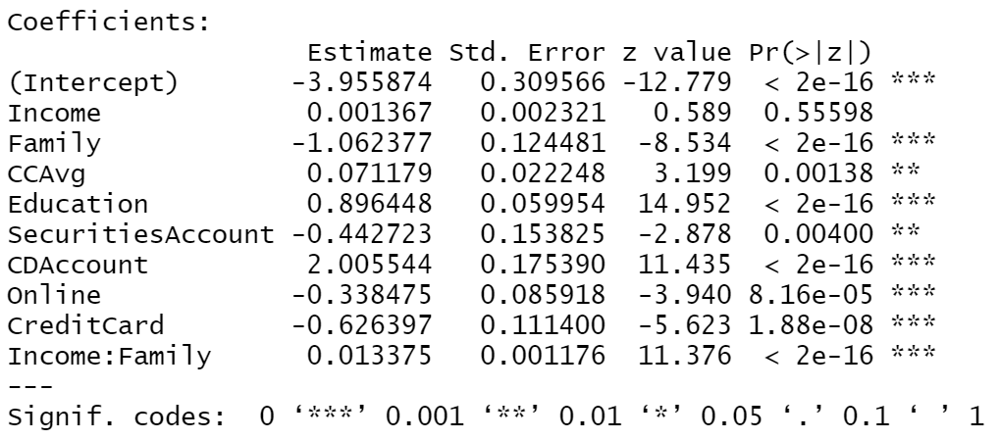 Coefficients:
                   Estimate Std. Error z value Pr(>|z|)
(Intercept)       -3.955874   0.309566 -12.779  < 2e-16 ***
Income             0.001367   0.002321   0.589  0.55598
Family            -1.062377   0.124481  -8.534  < 2e-16 ***
CCAvg              0.071179   0.022248   3.199  0.00138 **
Education          0.896448   0.059954  14.952  < 2e-16 ***
SecuritiesAccount -0.442723   0.153825  -2.878  0.00400 **
CDAccount          2.005544   0.175390  11.435  < 2e-16 ***
Online            -0.338475   0.085918  -3.940 8.16e-05 ***
CreditCard        -0.626397   0.111400  -5.623 1.88e-08 ***
Income:Family      0.013375   0.001176  11.376  < 2e-16 ***
---
Signif. codes:  0 ‘***’ 0.001 ‘**’ 0.01 ‘*’ 0.05 ‘.’ 0.1 ‘ ’ 1